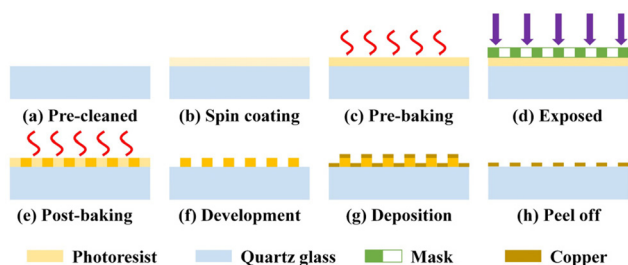 (a) Pre-cleaned (b) Spin coating (c) Pre-baking (d) Exposed
(e) Post-baking (f) Development (g) Deposition (h) Peel off
Photoresist Quartz glass Mask Copper